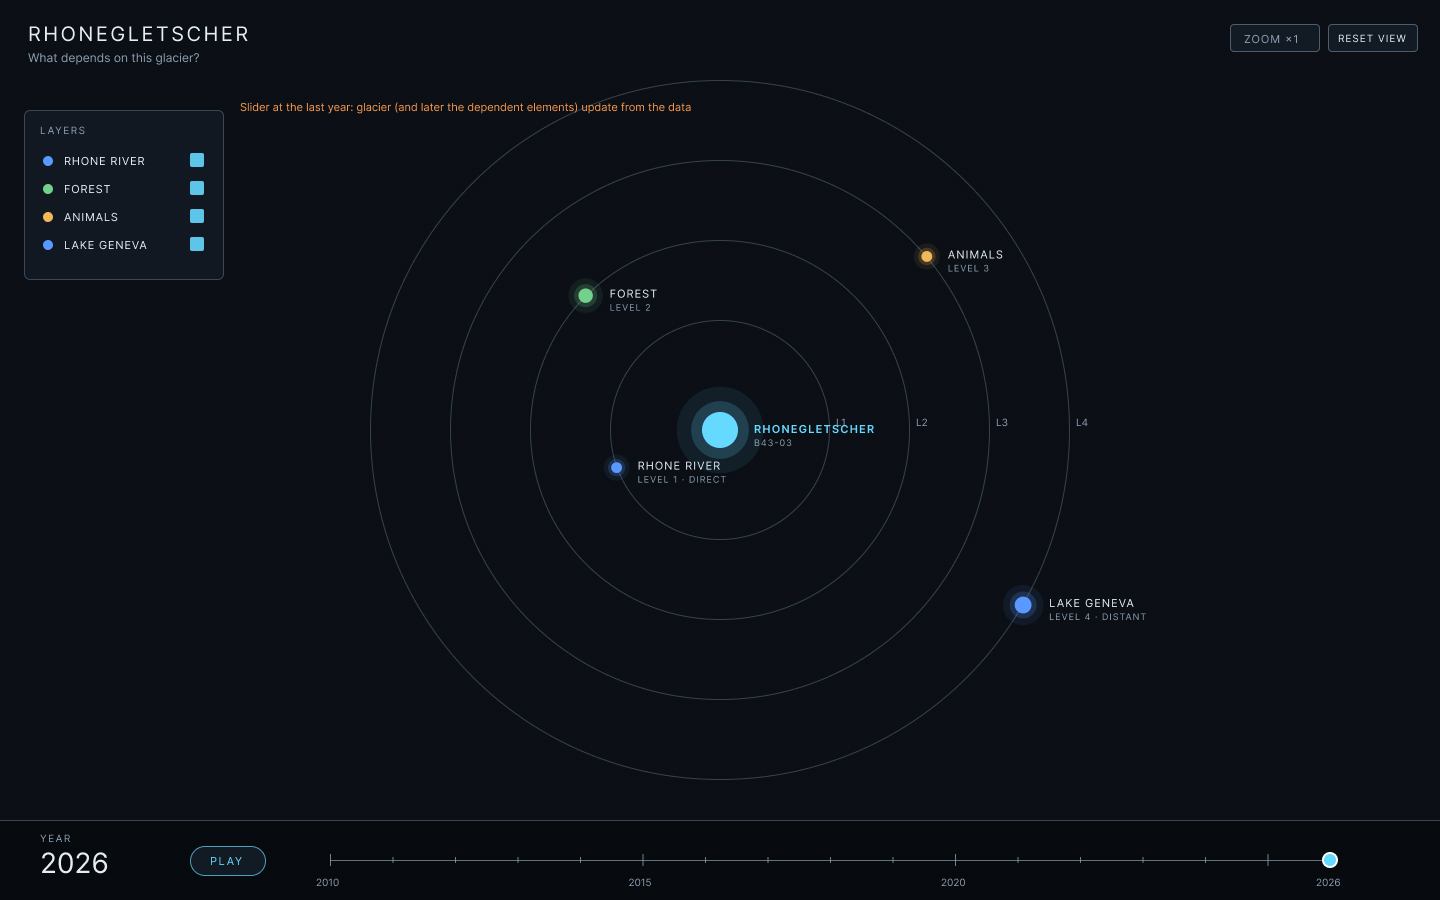 RHONEGLETSCHER
What depends on this glacier?
ZOOM ×1
RESET VIEW
Slider at the last year: glacier (and later the dependent elements) update from the data
LAYERS
RHONE RIVER
FOREST
ANIMALS
LAKE GENEVA
ANIMALS
LEVEL 3
FOREST
LEVEL 2
L1
L2
L3
L4
RHONEGLETSCHER
B43-03
RHONE RIVER
LEVEL 1 · DIRECT
LAKE GENEVA
LEVEL 4 · DISTANT
YEAR
2026
PLAY
2010
2015
2020
2026